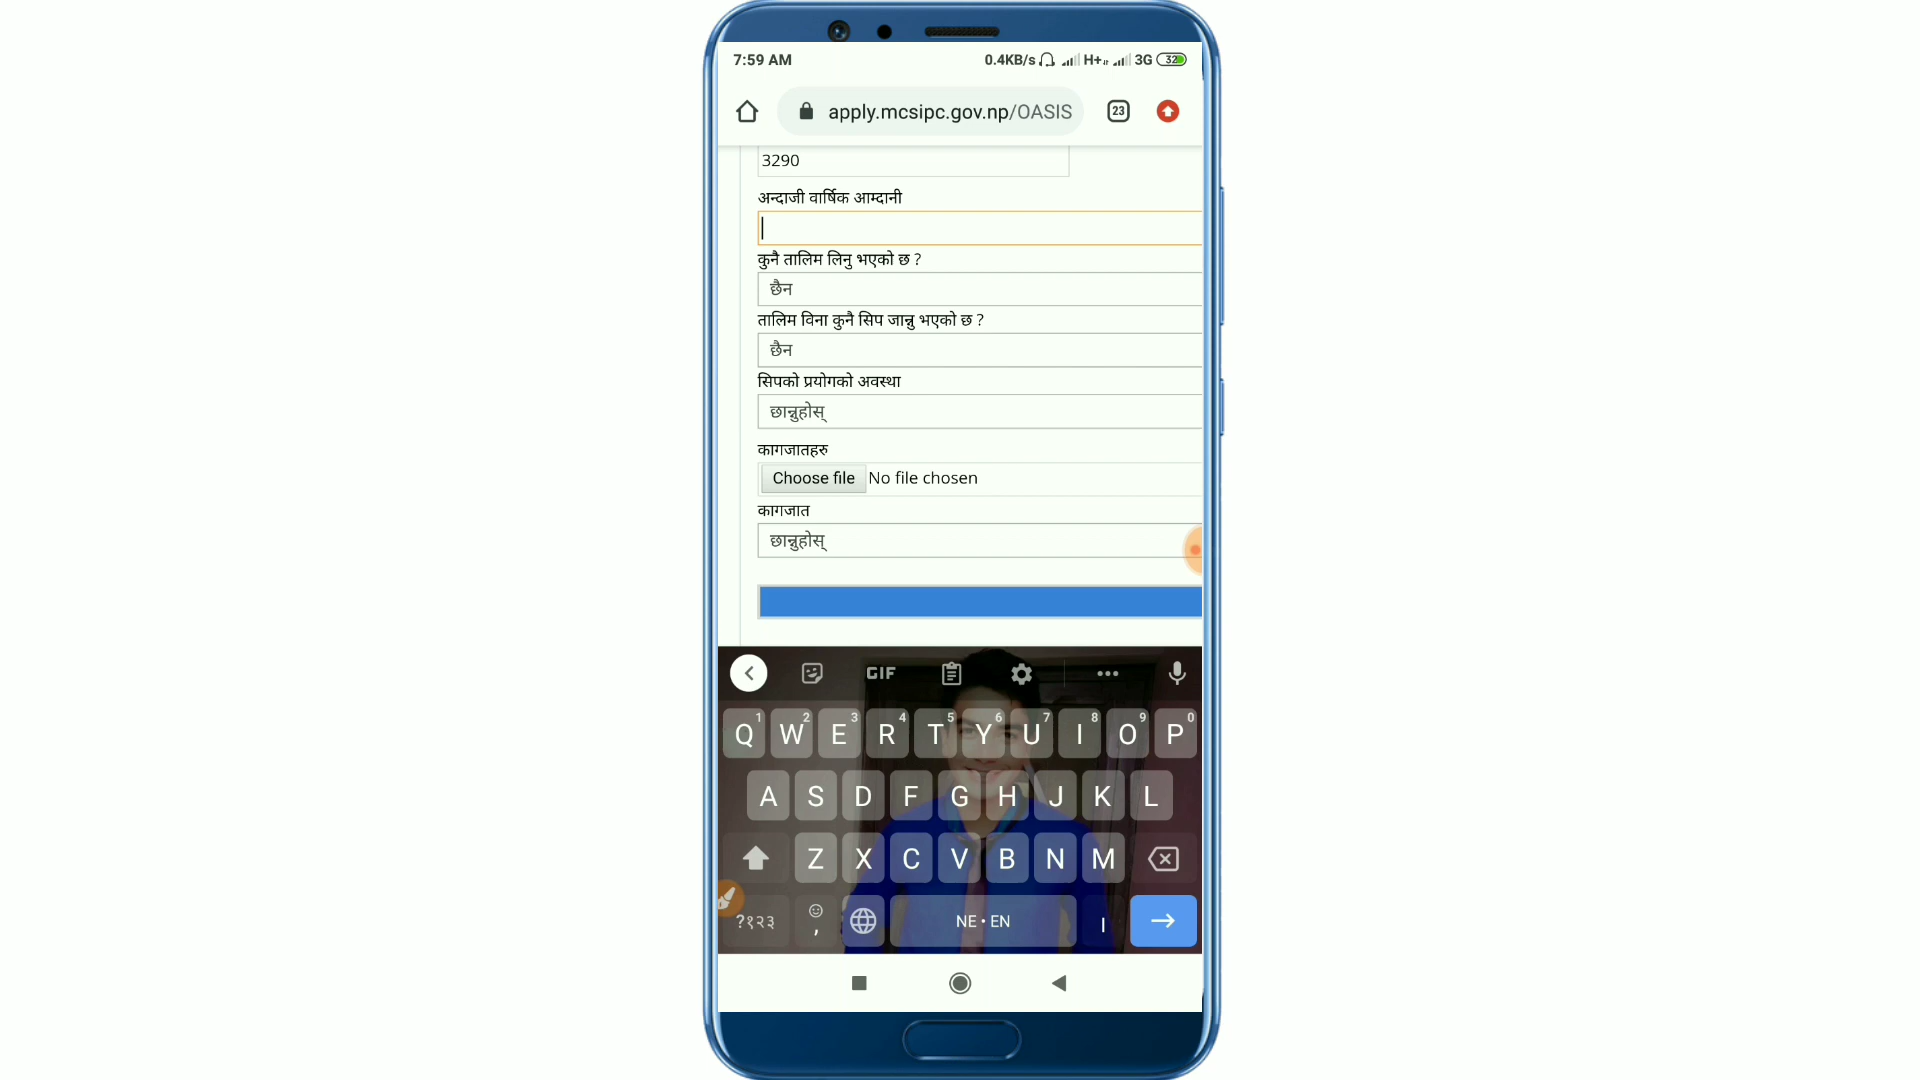 7:59 AM 0.4KB/s H+ 3G 32
apply.mcsipc.gov.np/OASIS 23
3290
अन्दाजी वार्षिक आम्दानी
कुनै तालिम लिनु भएको छ ?
छैन
तालिम विना कुनै सिप जान्नु भएको छ ?
छैन
सिपको प्रयोगको अवस्था
छान्नुहोस्
कागजातहरु
Choose file No file chosen
कागजात
छान्नुहोस्
GIF
1 2 3 4 5 6 7 8 9 0
Q W E R T Y U I O P
A S D F G H J K L
Z X C V B N M
?१२३ , NE • EN ।